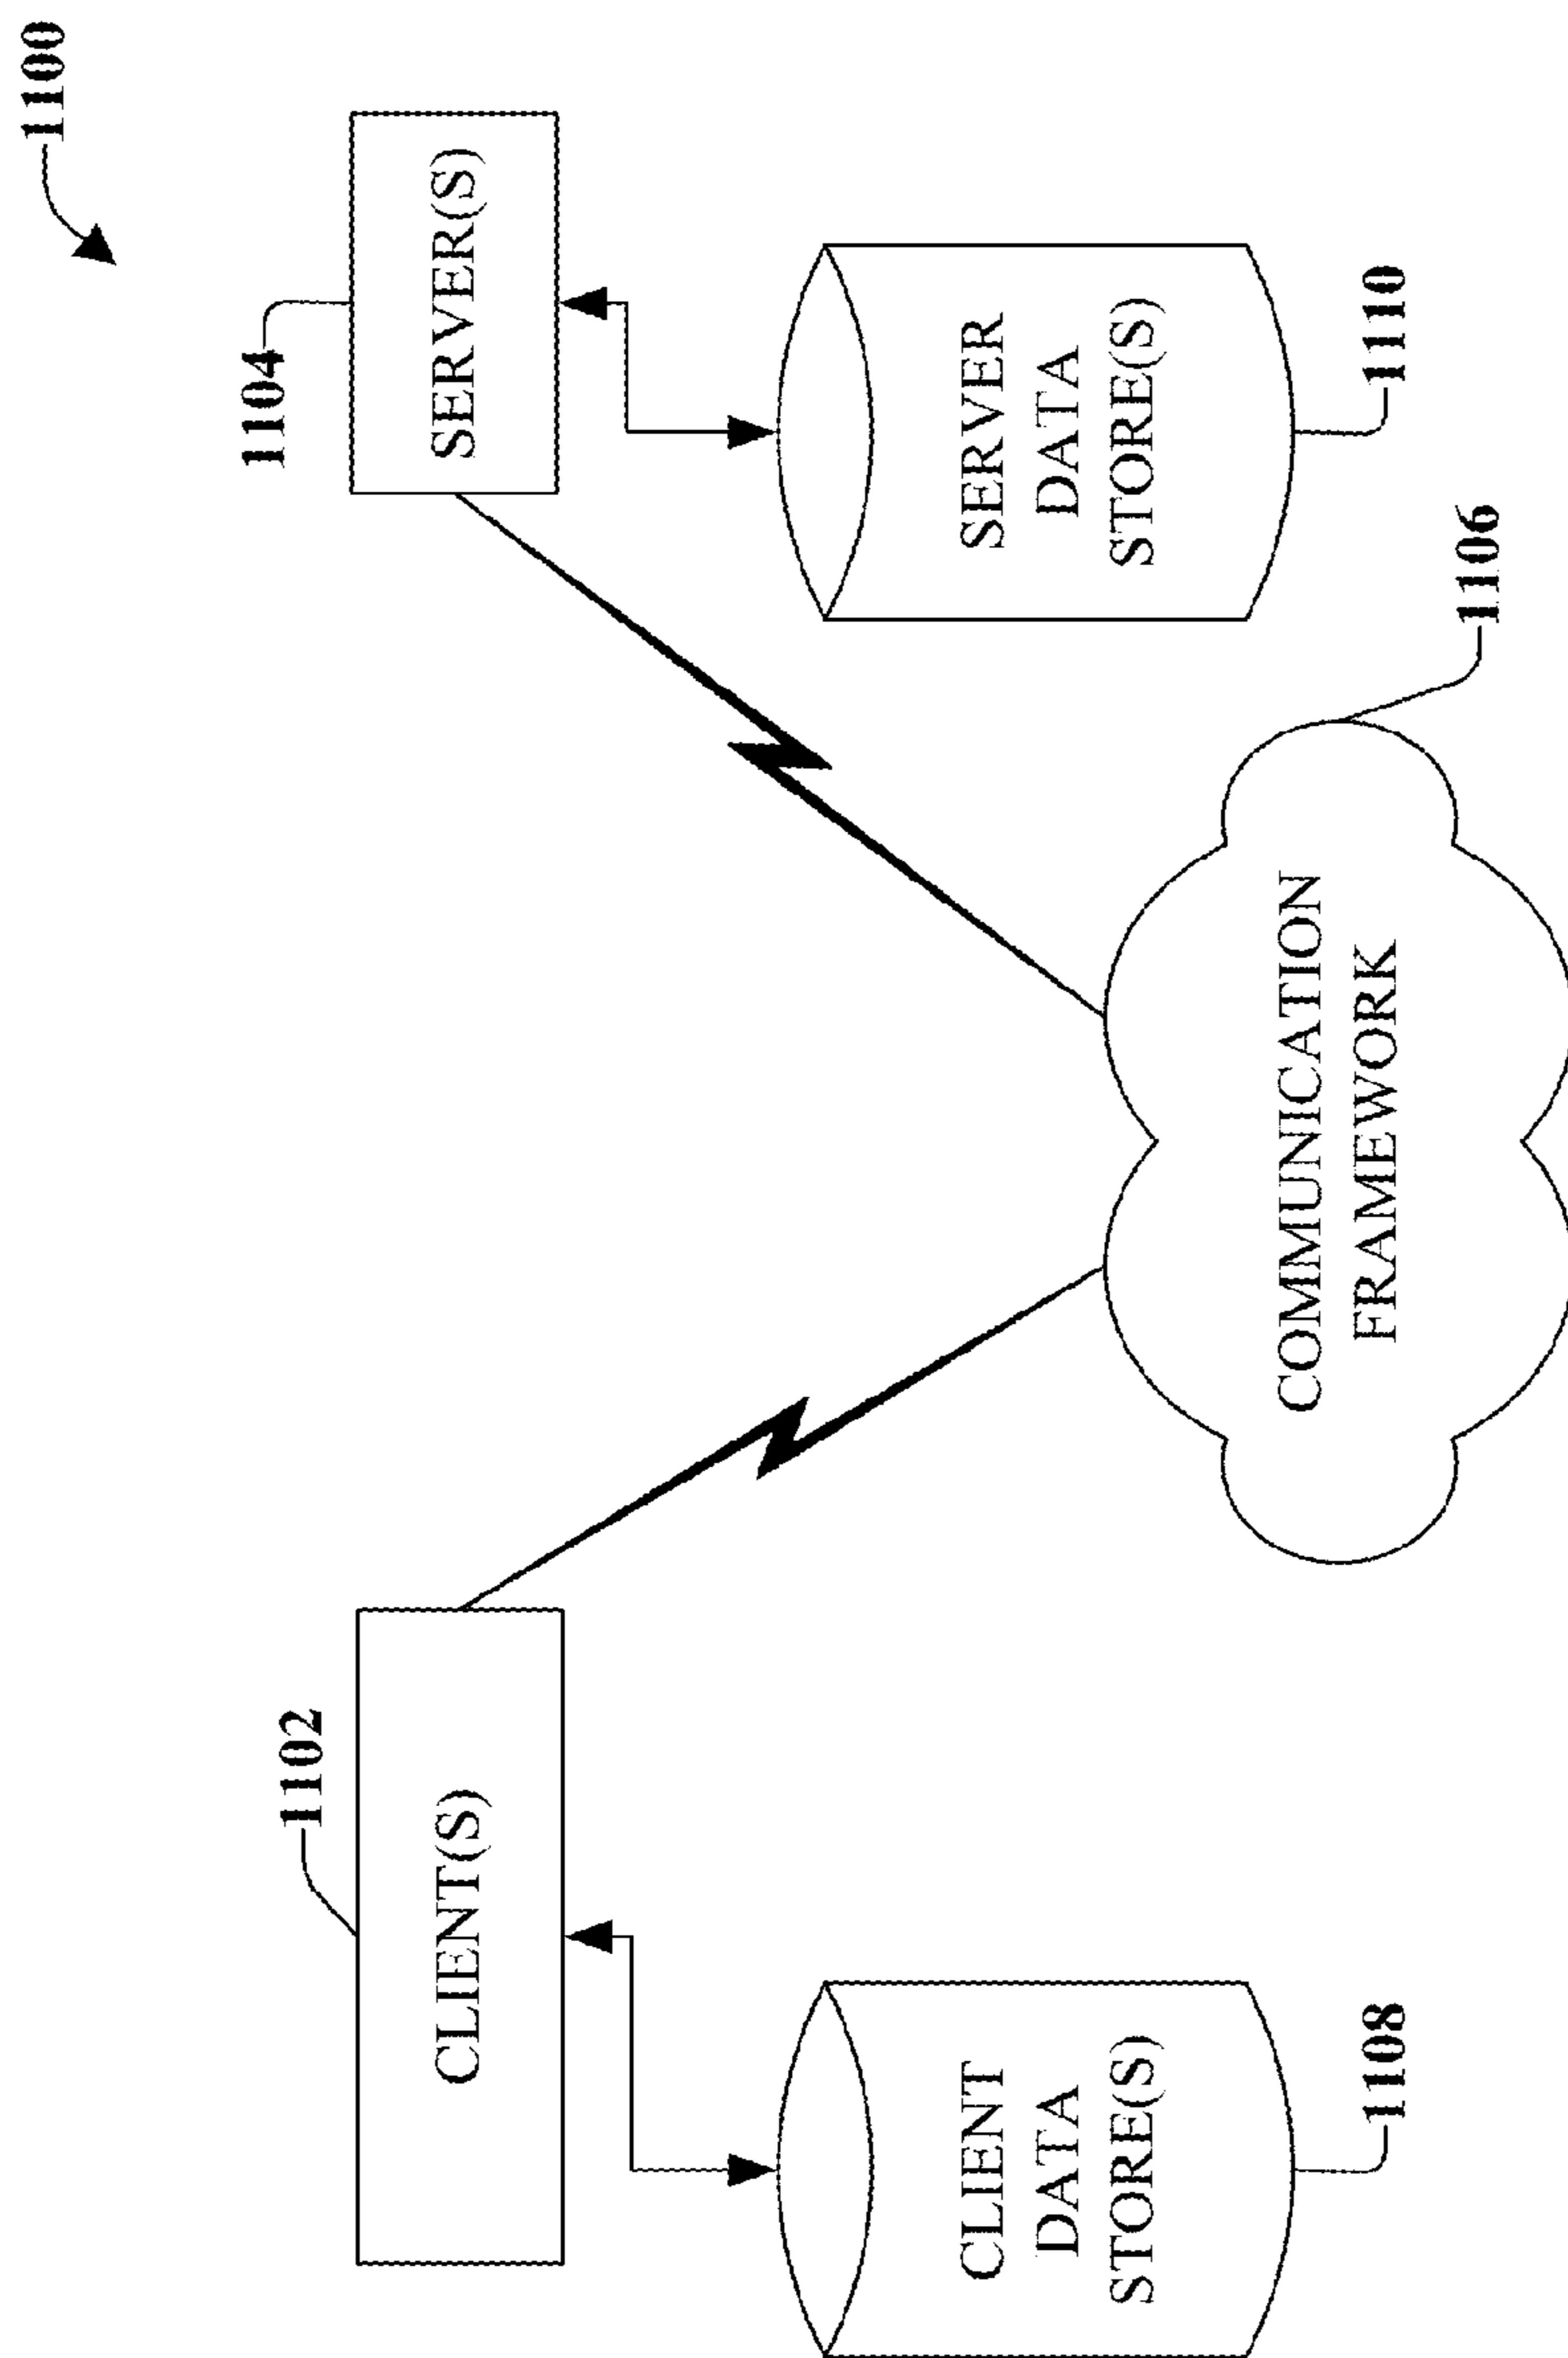 1100
1102
CLIENT(S)
1104
SERVER(S)
CLIENT
DATA
STORE(S)
1108
SERVER
DATA
STORE(S)
1110
COMMUNICATION
FRAMEWORK
1106